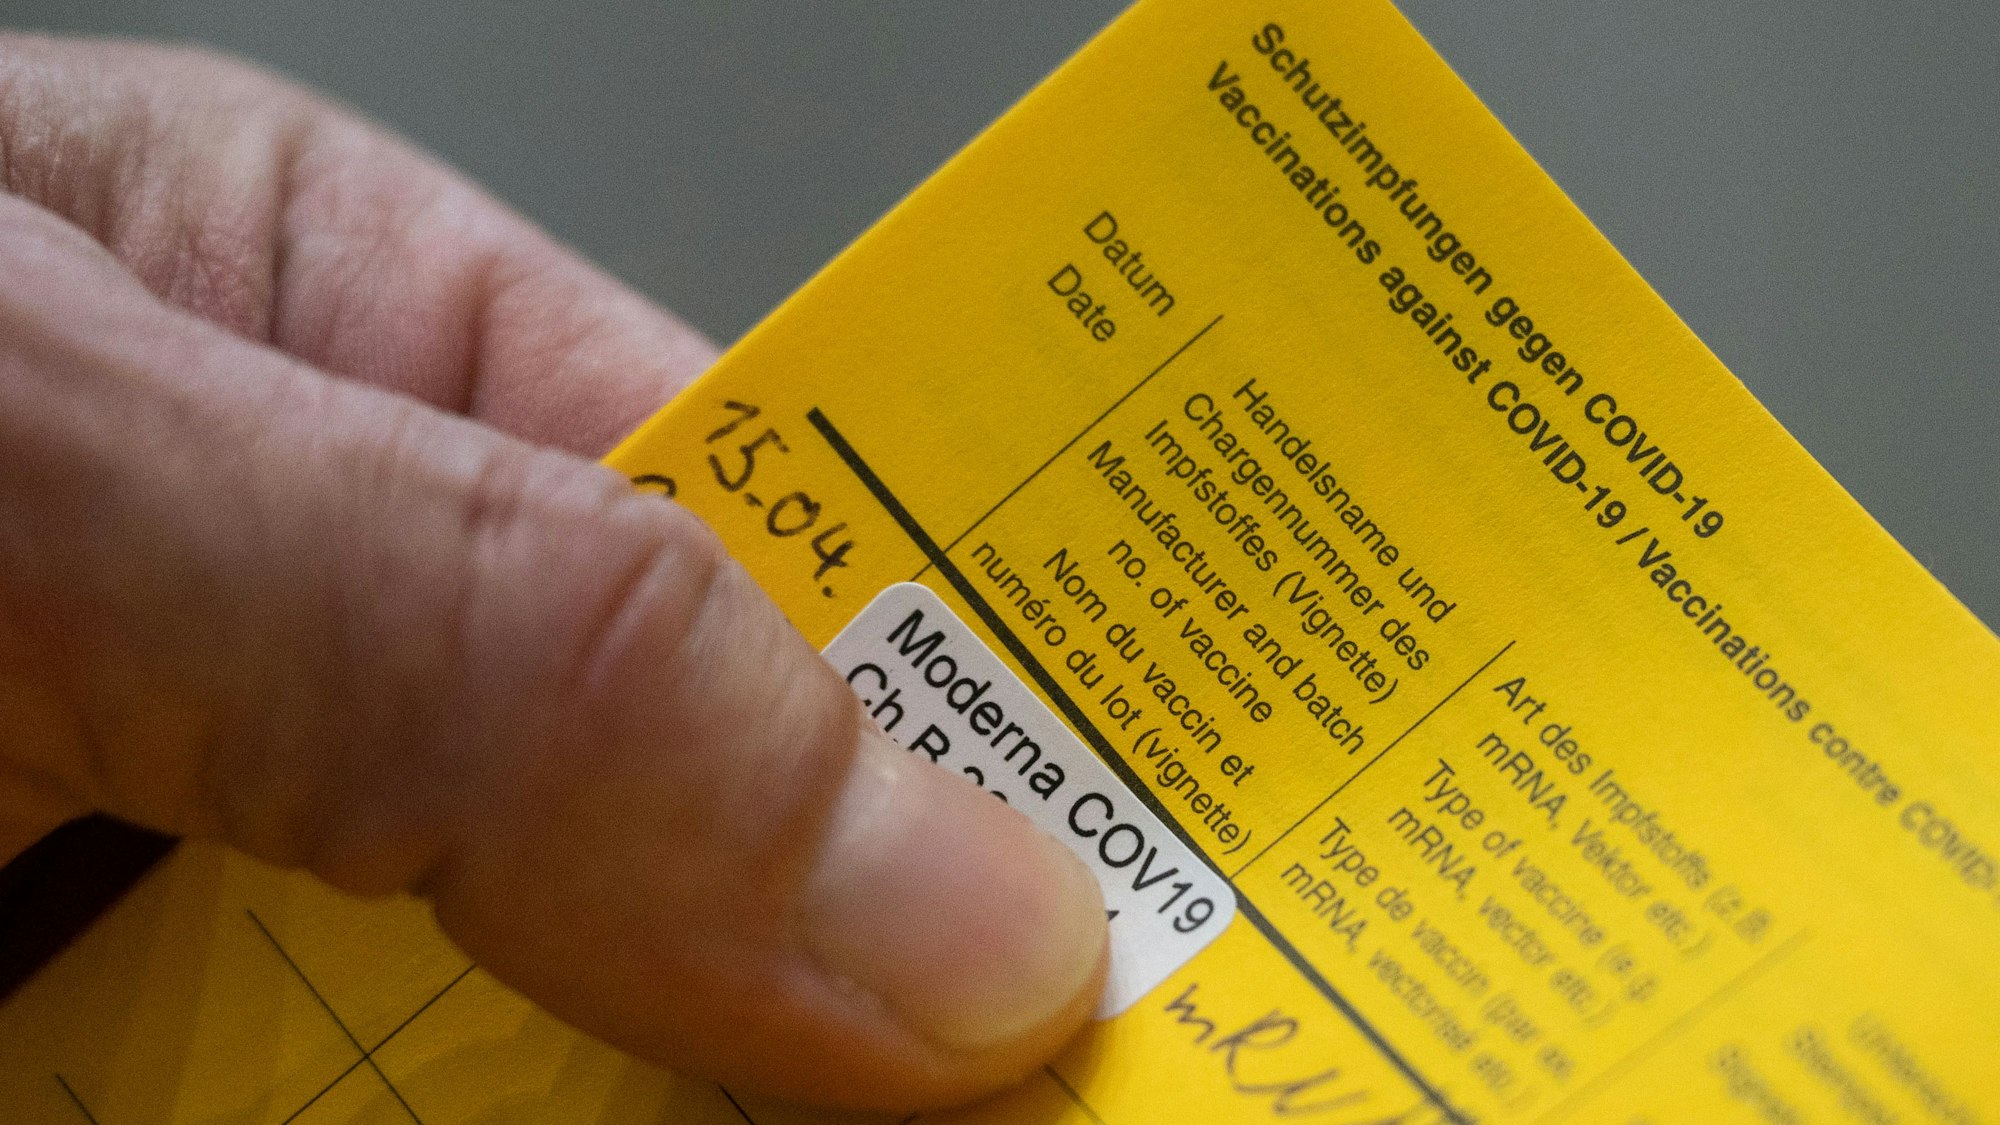 Schutzimpfungen gegen COVID-19
Vaccinations against COVID-19 / Vaccinations contre COVID-
Datum
Date
Handelsname und
Chargennummer des
Impfstoffes (Vignette)
Manufacturer and batch
no. of vaccine
Nom du vaccin et
numéro du lot (vignette)
Art des Impfstoffs (z.B.
mRNA, Vektor etc.)
Type of vaccine (e.g.
mRNA, vector etc.)
Type de vaccin (par ex.
mRNA, vectorisé etc.)
15.04.
Moderna COV19
Ch.B
mRN